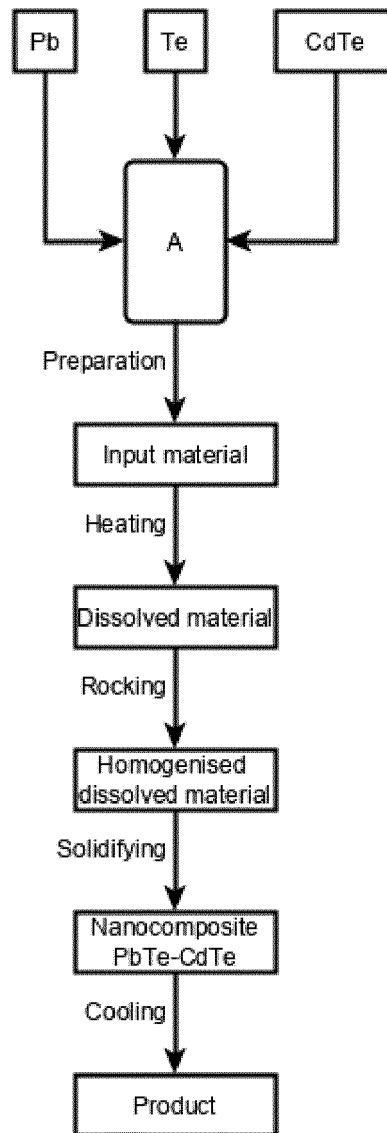 Pb
Te
CdTe
A
Preparation
Input material
Heating
Dissolved material
Rocking
Homogenised
dissolved material
Solidifying
Nanocomposite
PbTe-CdTe
Cooling
Product